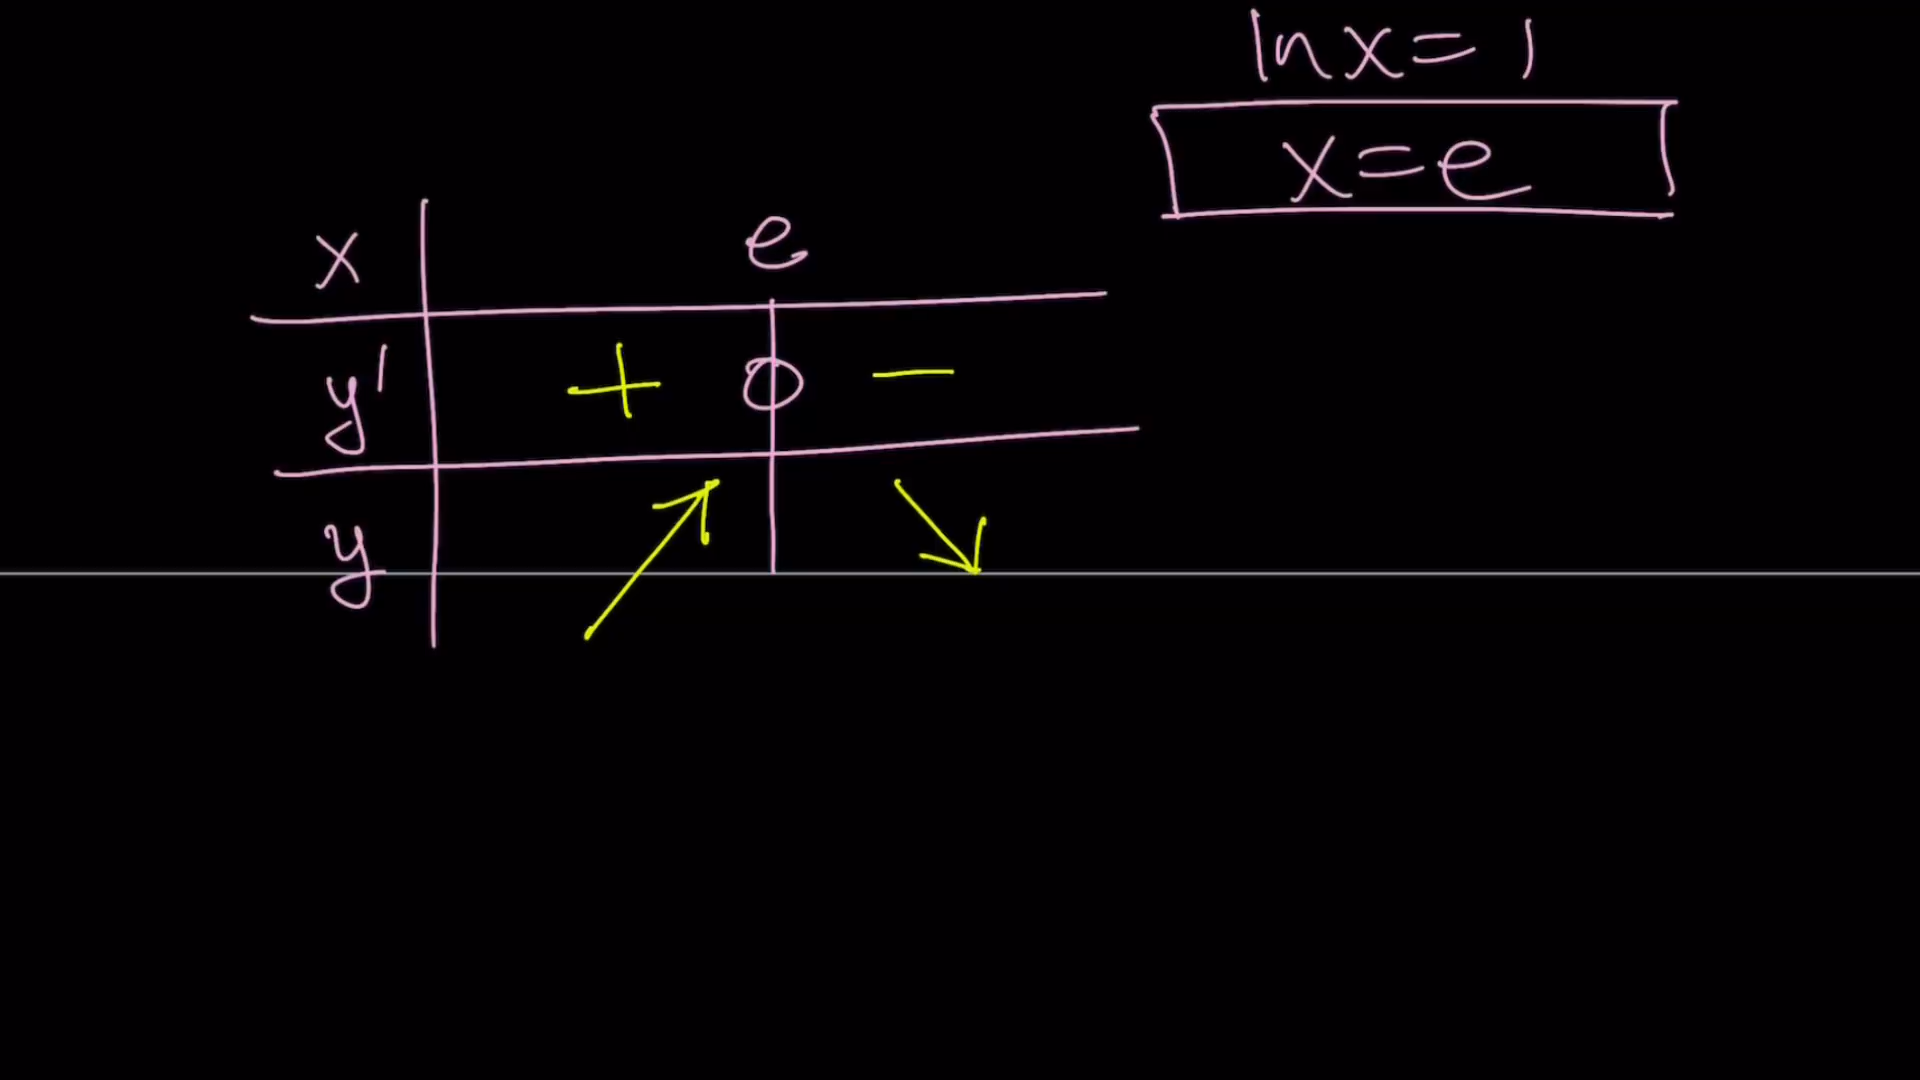 ln x = 1
x = e
x e
y' + 0 −
y ↗ ↘